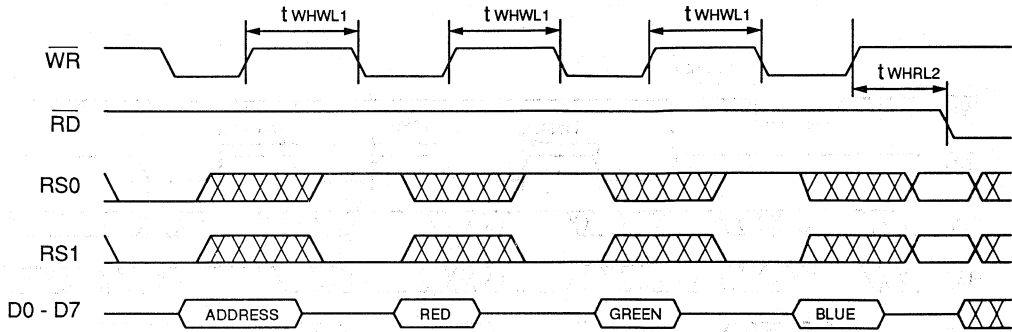 t WHWL1 t WHWL1 t WHWL1
WR
t WHRL2
RD
RS0
RS1
D0 - D7 ADDRESS RED GREEN BLUE